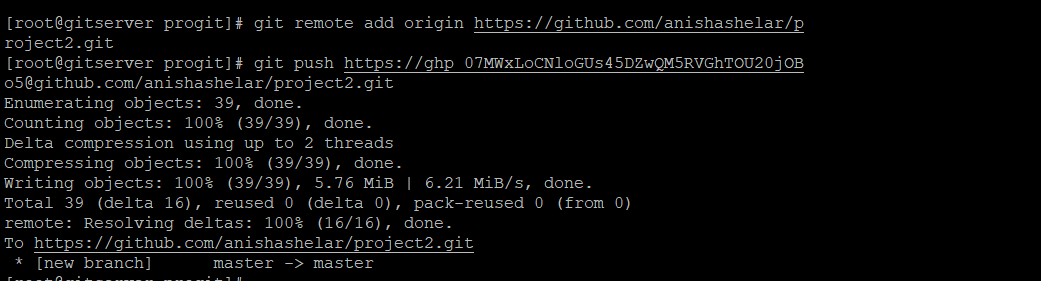 [root@gitserver progit]# git remote add origin https://github.com/anishashelar/p
roject2.git
[root@gitserver progit]# git push https://ghp_07MWxLoCNloGUs45DZwQM5RVGhTOU20jOB
o5@github.com/anishashelar/project2.git
Enumerating objects: 39, done.
Counting objects: 100% (39/39), done.
Delta compression using up to 2 threads
Compressing objects: 100% (39/39), done.
Writing objects: 100% (39/39), 5.76 MiB | 6.21 MiB/s, done.
Total 39 (delta 16), reused 0 (delta 0), pack-reused 0 (from 0)
remote: Resolving deltas: 100% (16/16), done.
To https://github.com/anishashelar/project2.git
 * [new branch]      master -> master
[root@gitserver progit]#